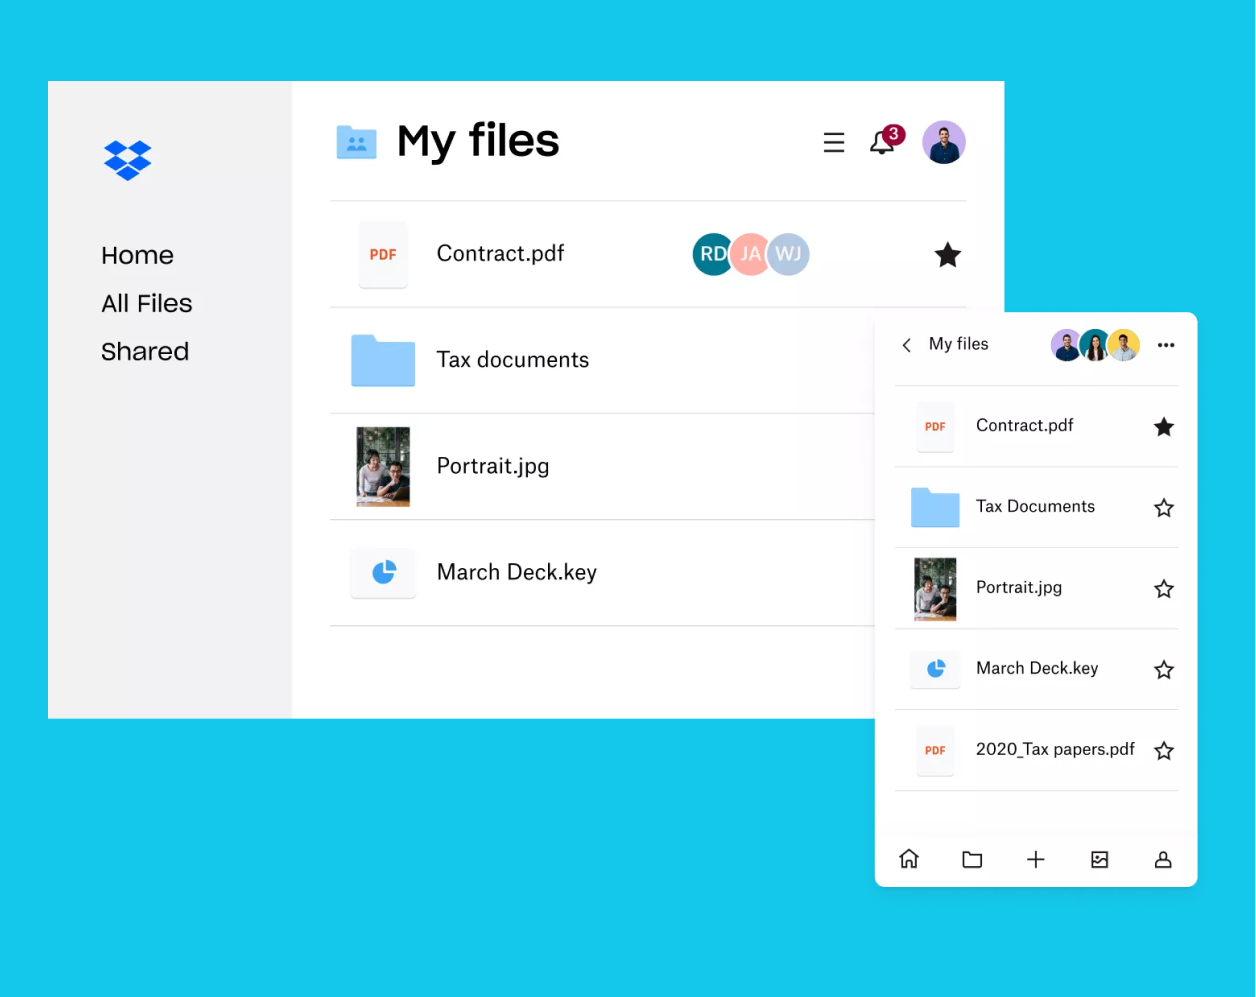 My files
3
Home
All Files
Shared
PDF
Contract.pdf
RD
JA
WJ
Tax documents
Portrait.jpg
March Deck.key
My files
PDF
Contract.pdf
Tax Documents
Portrait.jpg
March Deck.key
PDF
2020_Tax papers.pdf